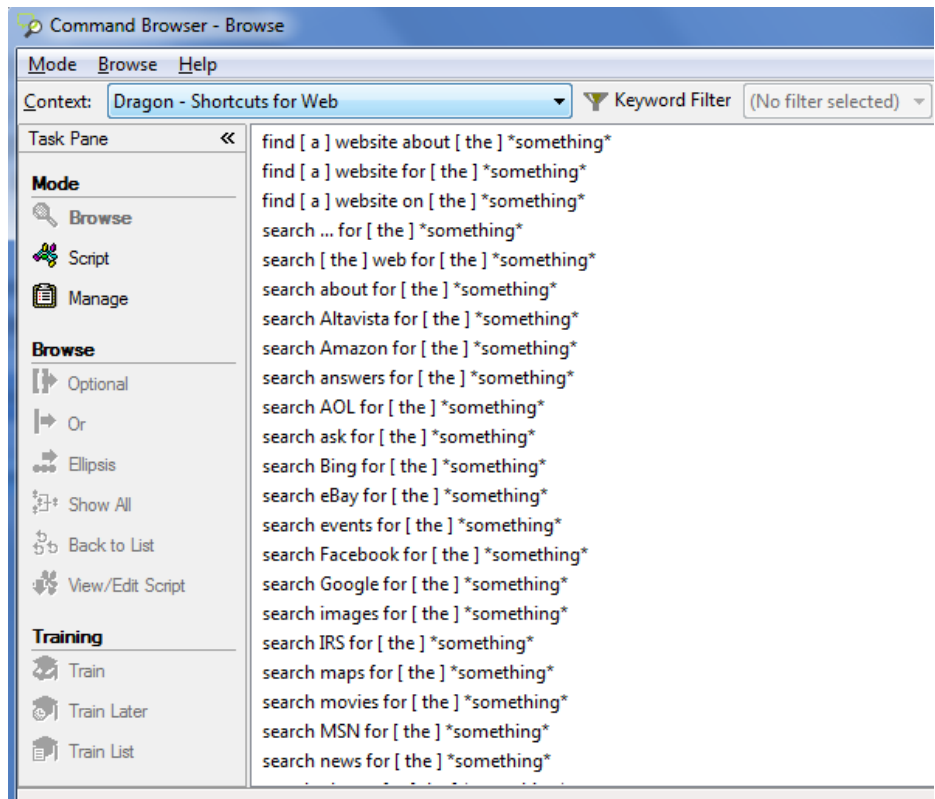 Command Browser - Browse
Mode Browse Help
Context: Dragon - Shortcuts for Web Keyword Filter (No filter selected)
Task Pane «
Mode
Browse
Script
Manage
Browse
Optional
Or
Ellipsis
Show All
Back to List
View/Edit Script
Training
Train
Train Later
Train List
find [ a ] website about [ the ] *something*
find [ a ] website for [ the ] *something*
find [ a ] website on [ the ] *something*
search ... for [ the ] *something*
search [ the ] web for [ the ] *something*
search about for [ the ] *something*
search Altavista for [ the ] *something*
search Amazon for [ the ] *something*
search answers for [ the ] *something*
search AOL for [ the ] *something*
search ask for [ the ] *something*
search Bing for [ the ] *something*
search eBay for [ the ] *something*
search events for [ the ] *something*
search Facebook for [ the ] *something*
search Google for [ the ] *something*
search images for [ the ] *something*
search IRS for [ the ] *something*
search maps for [ the ] *something*
search movies for [ the ] *something*
search MSN for [ the ] *something*
search news for [ the ] *something*